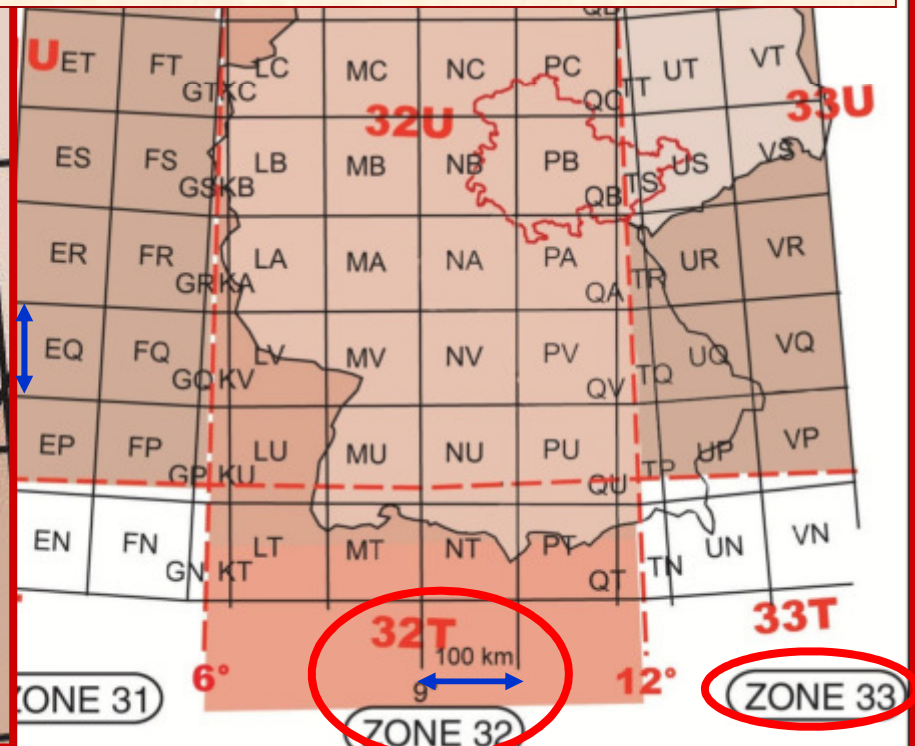 QD
U ET FT LC MC NC PC UT VT
GT KC QC TT
32U 33U
ES FS LB MB NB PB US VS
GS KB QB TS
ER FR LA MA NA PA UR VR
GR KA QA TR
EQ FQ LV MV NV PV UQ VQ
GQ KV QV TQ
EP FP LU MU NU PU UP VP
GP KU QU TP
EN FN LT MT NT PT UN VN
GN KT QT TN
32T 33T
100 km
6° 9 12°
ZONE 31 ZONE 32 ZONE 33